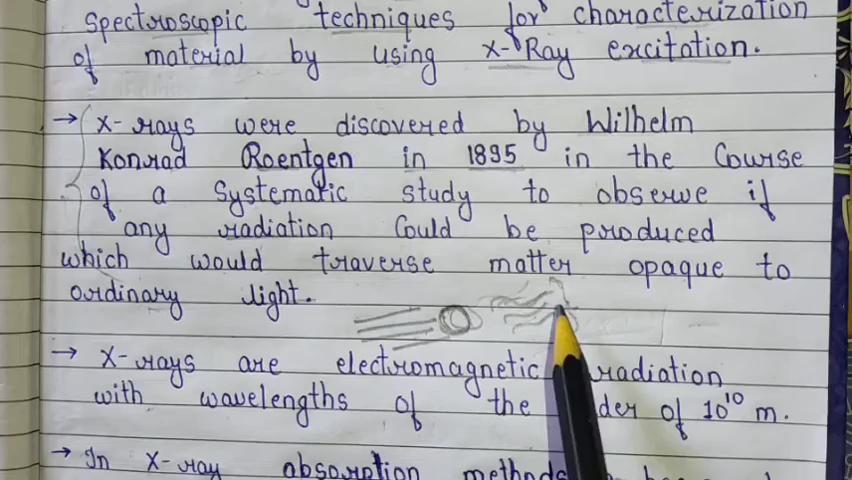 Spectroscopic techniques for characterization
of material by using X-Ray excitation.
→ X-rays were discovered by Wilhelm
Konrad Roentgen in 1895 in the Course
of a Systematic study to observe if
any radiation Could be produced
which would traverse matter opaque to
ordinary light.
→ X-rays are electromagnetic radiation
with wavelengths of the der of 10¹⁰ m.
→ In X-ray absorption methods